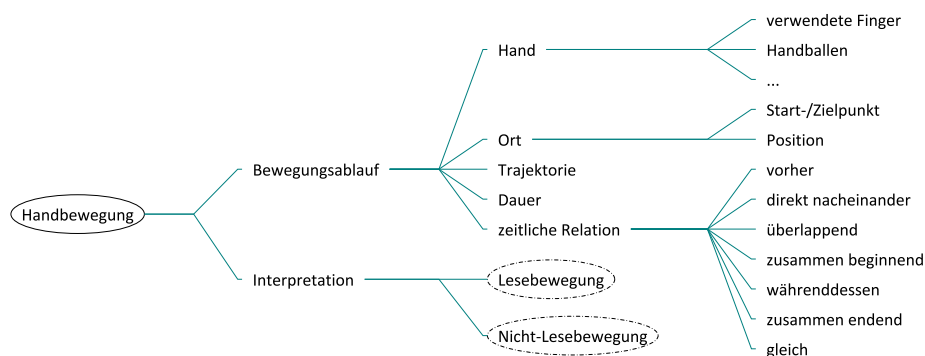 verwendete Finger
Hand
Handballen
...
Start-/Zielpunkt
Ort
Position
Bewegungsablauf
Trajektorie
vorher
Dauer
direkt nacheinander
Handbewegung
zeitliche Relation
überlappend
zusammen beginnend
Interpretation
Lesebewegung
währenddessen
zusammen endend
Nicht-Lesebewegung
gleich